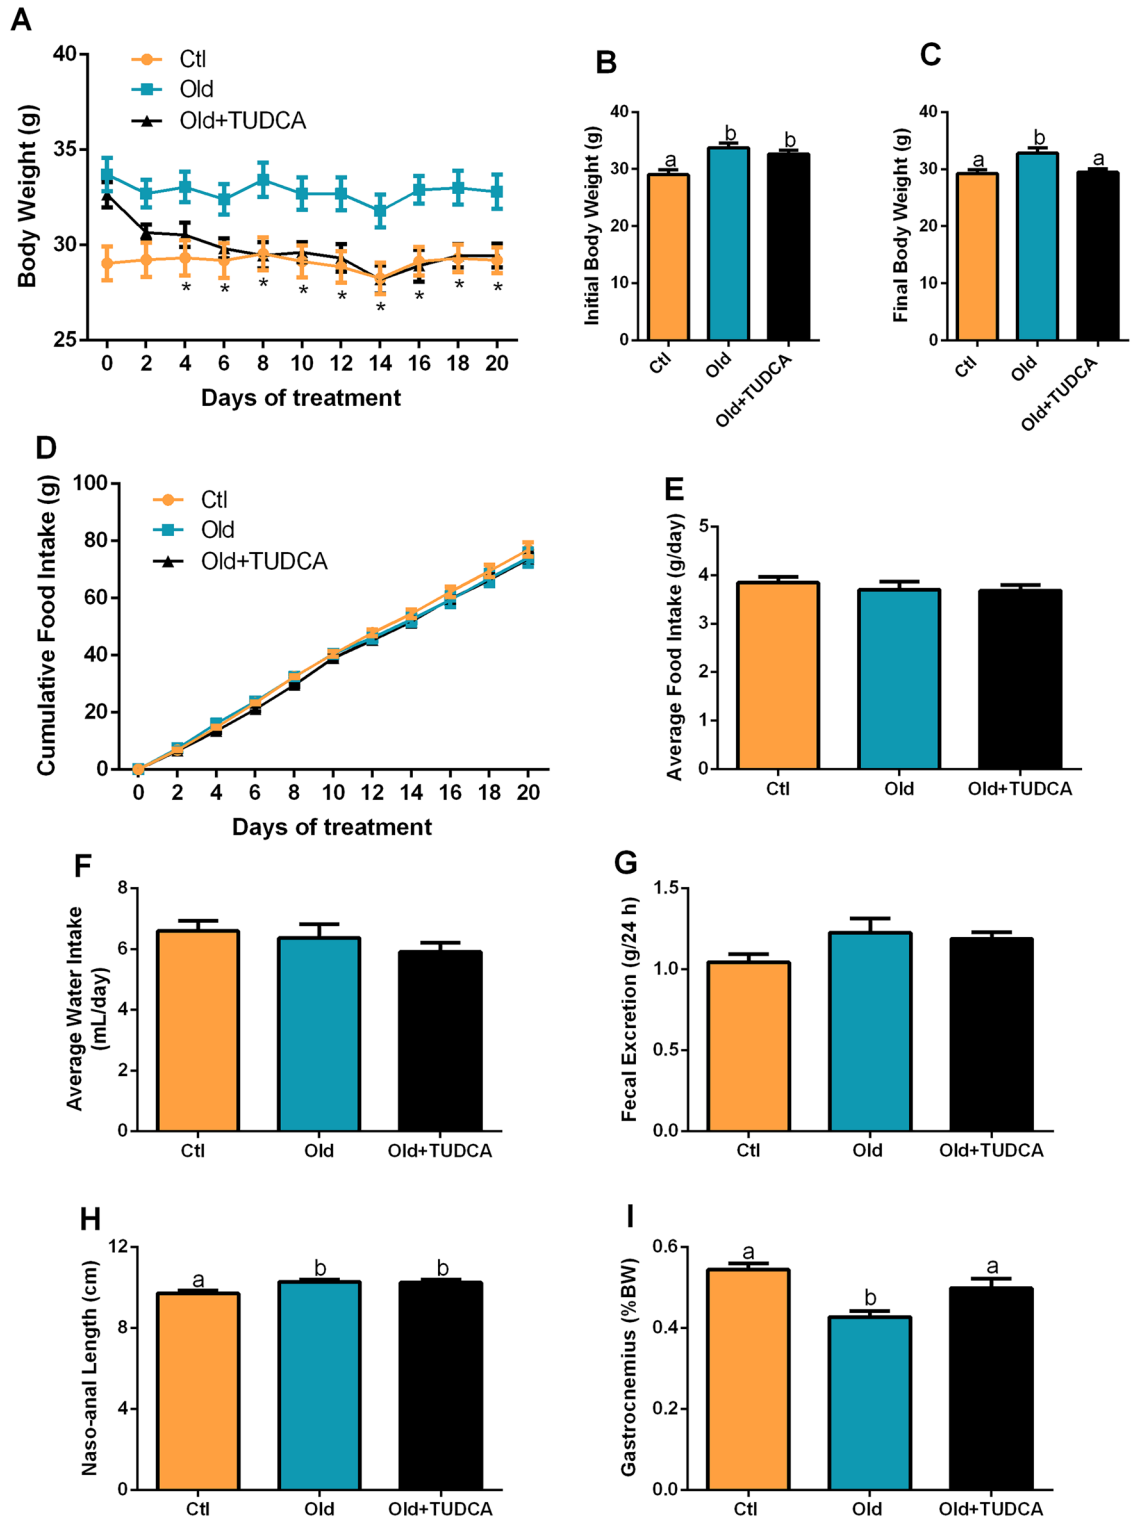 A
Ctl
Old
Old+TUDCA
Body Weight (g)
40
35
30
25
* * * * * * * * *
0 2 4 6 8 10 12 14 16 18 20
Days of treatment
B
Initial Body Weight (g)
40
30
20
10
0
a b b
Ctl Old Old+TUDCA
C
Final Body Weight (g)
40
30
20
10
0
a b a
Ctl Old Old+TUDCA
D
Ctl
Old
Old+TUDCA
Cumulative Food Intake (g)
100
80
60
40
20
0
0 2 4 6 8 10 12 14 16 18 20
Days of treatment
E
Average Food Intake (g/day)
5
4
3
2
1
0
Ctl Old Old+TUDCA
F
Average Water Intake
(mL/day)
8
6
4
2
0
Ctl Old Old+TUDCA
G
Fecal Excretion (g/24 h)
1.5
1.0
0.5
0.0
Ctl Old Old+TUDCA
H
Naso-anal Length (cm)
12
8
4
0
a b b
Ctl Old Old+TUDCA
I
Gastrocnemius (%BW)
0.6
0.4
0.2
0.0
a b a
Ctl Old Old+TUDCA